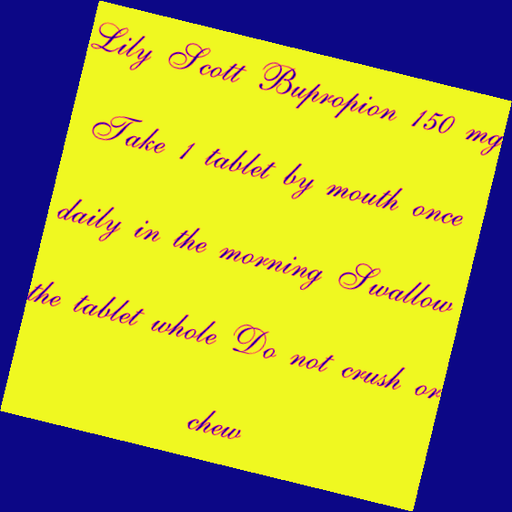 Lily Scott Bupropion 150 mg
Take 1 tablet by mouth once
daily in the morning Swallow
the tablet whole Do not crush or
chew